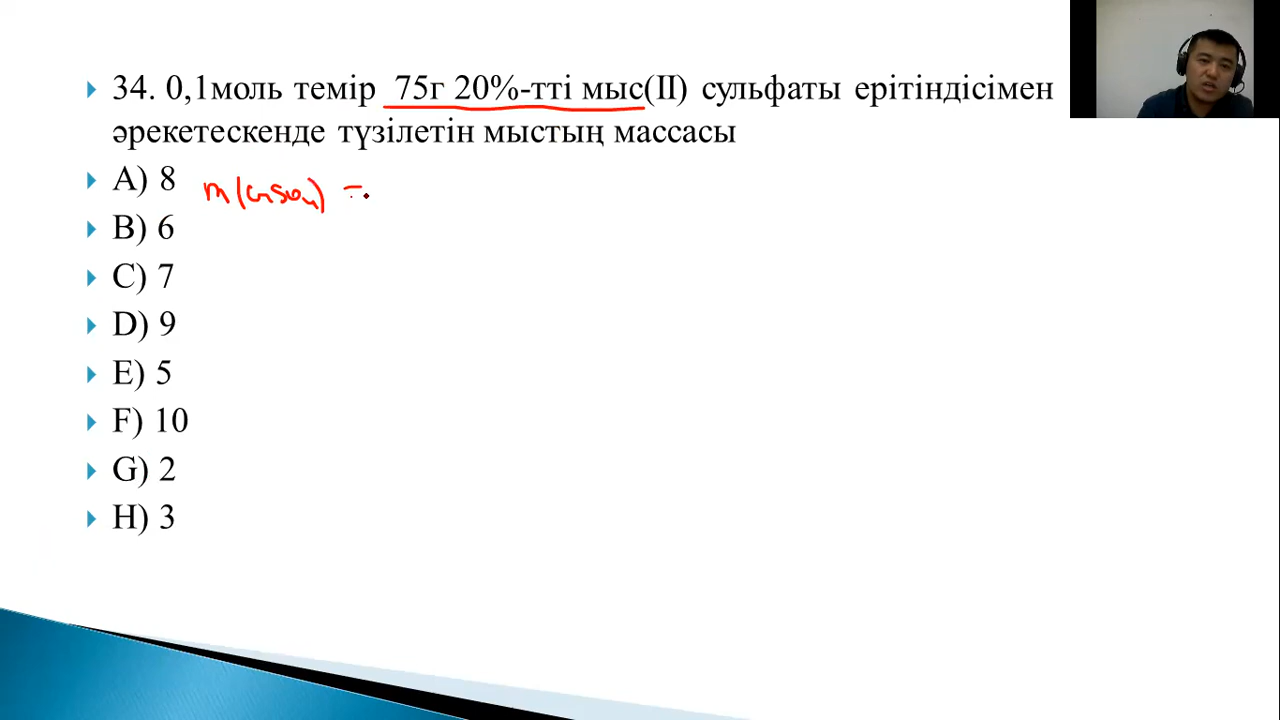 34. 0,1моль темір 75г 20%-тті мыс(II) сульфаты ерітіндісімен
әрекетескенде түзілетін мыстың массасы
A) 8
m(CuSO₄) =
B) 6
C) 7
D) 9
E) 5
F) 10
G) 2
H) 3